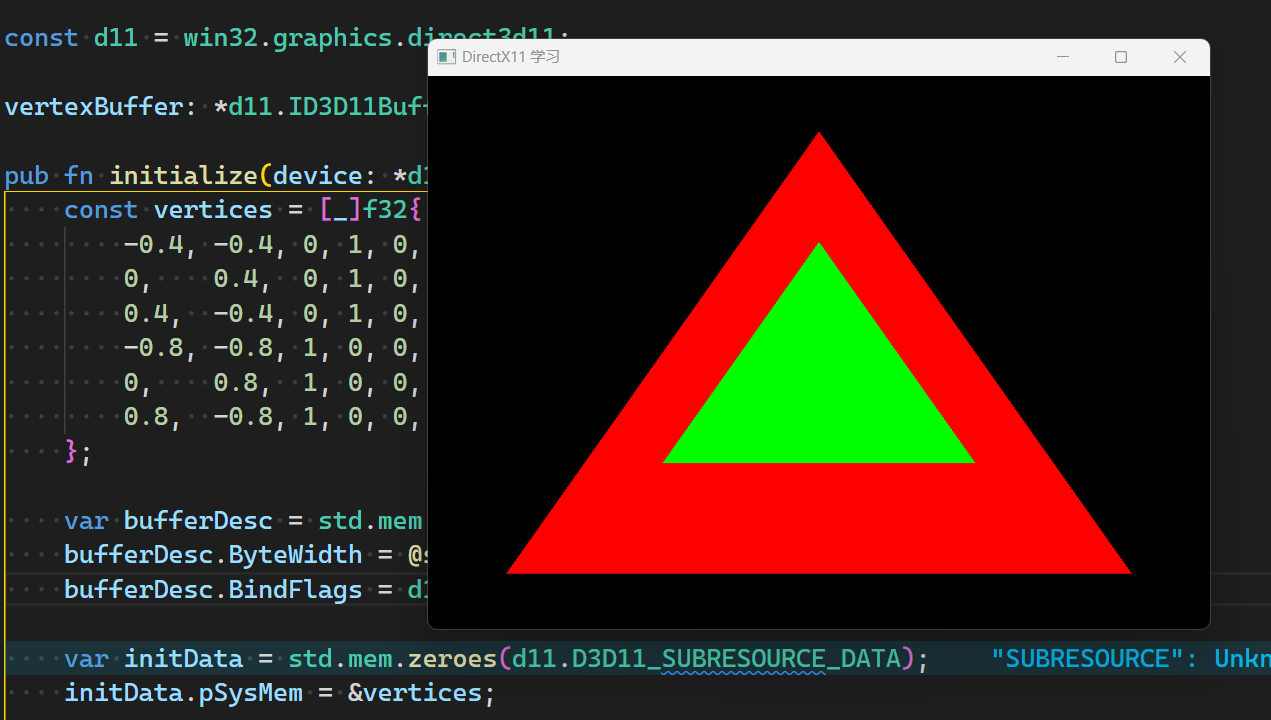 const d11 = win32.graphics.direct3d11;
DirectX11 学习
vertexBuffer: *d11.ID3D11Buff
pub fn initialize(device: *d1
const vertices = [_]f32{
-0.4, -0.4, 0, 1, 0,
0, 0.4, 0, 1, 0,
0.4, -0.4, 0, 1, 0,
-0.8, -0.8, 1, 0, 0,
0, 0.8, 1, 0, 0,
0.8, -0.8, 1, 0, 0,
};
var bufferDesc = std.mem
bufferDesc.ByteWidth = @s
bufferDesc.BindFlags = d1
var initData = std.mem.zeroes(d11.D3D11_SUBRESOURCE_DATA); "SUBRESOURCE": Unkn
initData.pSysMem = &vertices;